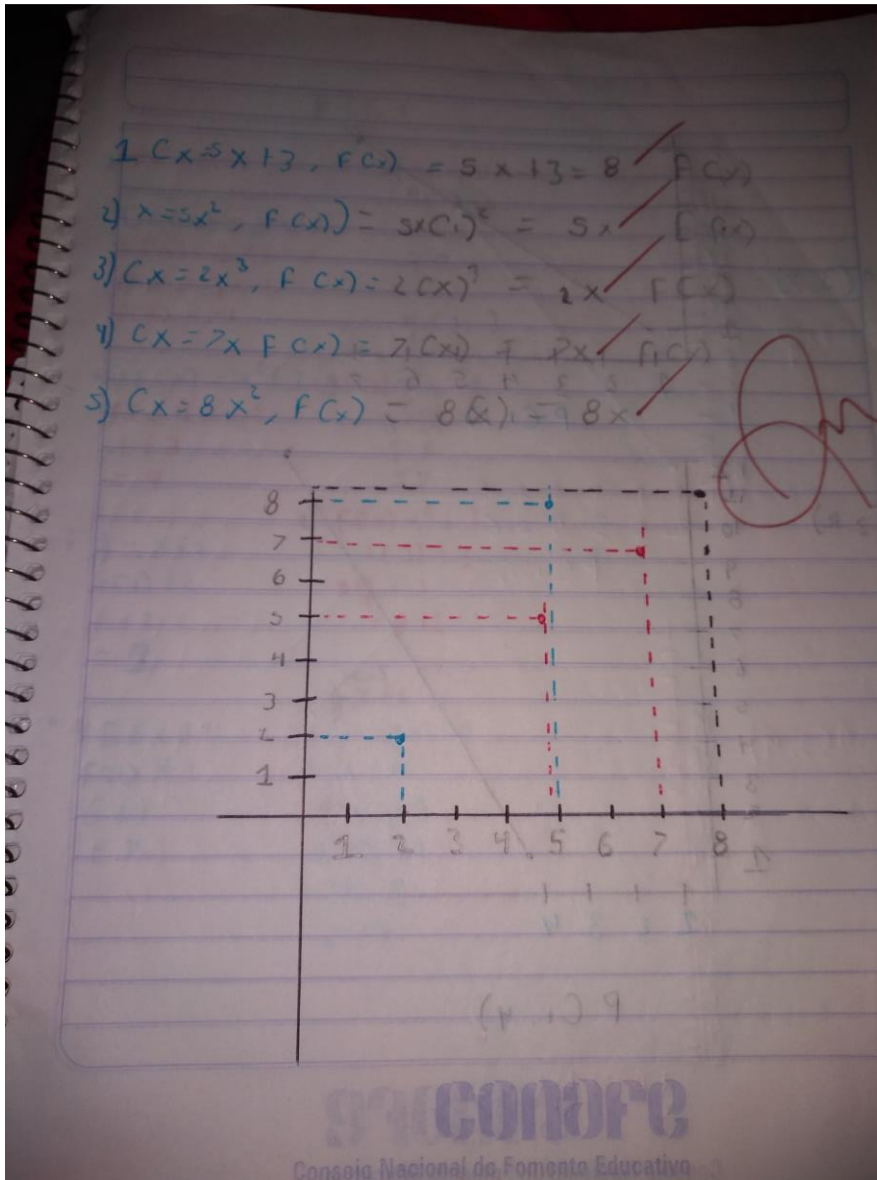 1 (x=5x+3, F(x) = 5x+3= 8 F(x)
2) x=5x², F(x)) = 5x(1)² = 5x F(x)
3) (x=2x³, F(x)= 2(x)³ = 2x F(x)
4) (x=7x F(x) = 7(x) = 7x
5) (x=8x², F(x) = 8(x) = 8x
8
7
6
5
4
3
2
1
1 2 3 4 5 6 7 8
conafe
Consejo Nacional de Fomento Educativo